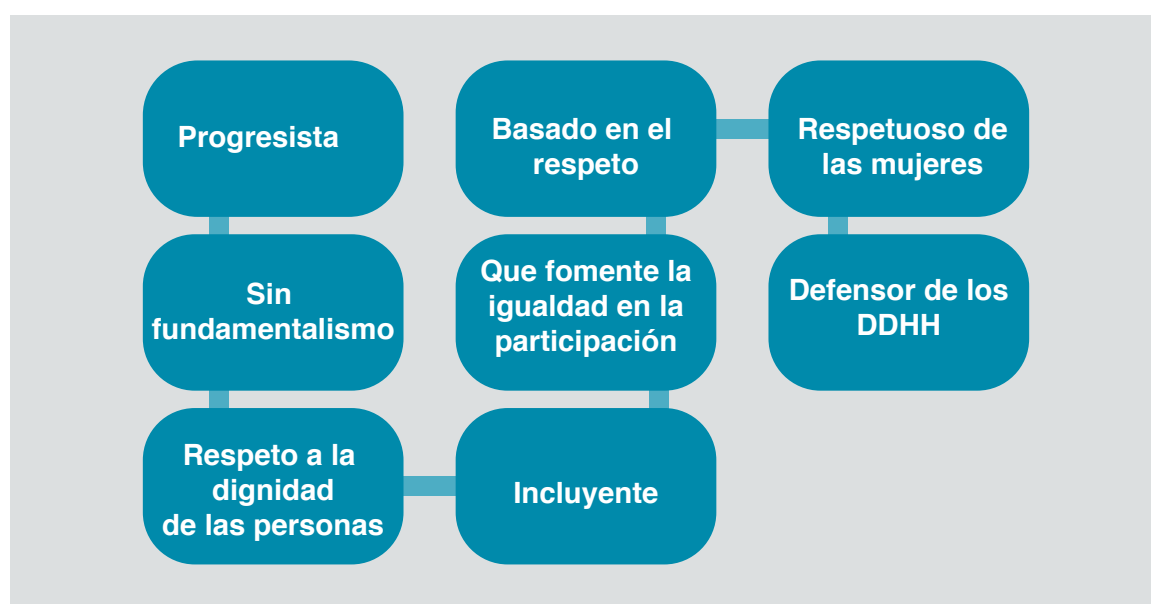 Progresista
Sin
fundamentalismo
Respeto a la
dignidad
de las personas
Incluyente
Que fomente la
igualdad en la
participación
Basado en el
respeto
Respetuoso de
las mujeres
Defensor de los
DDHH